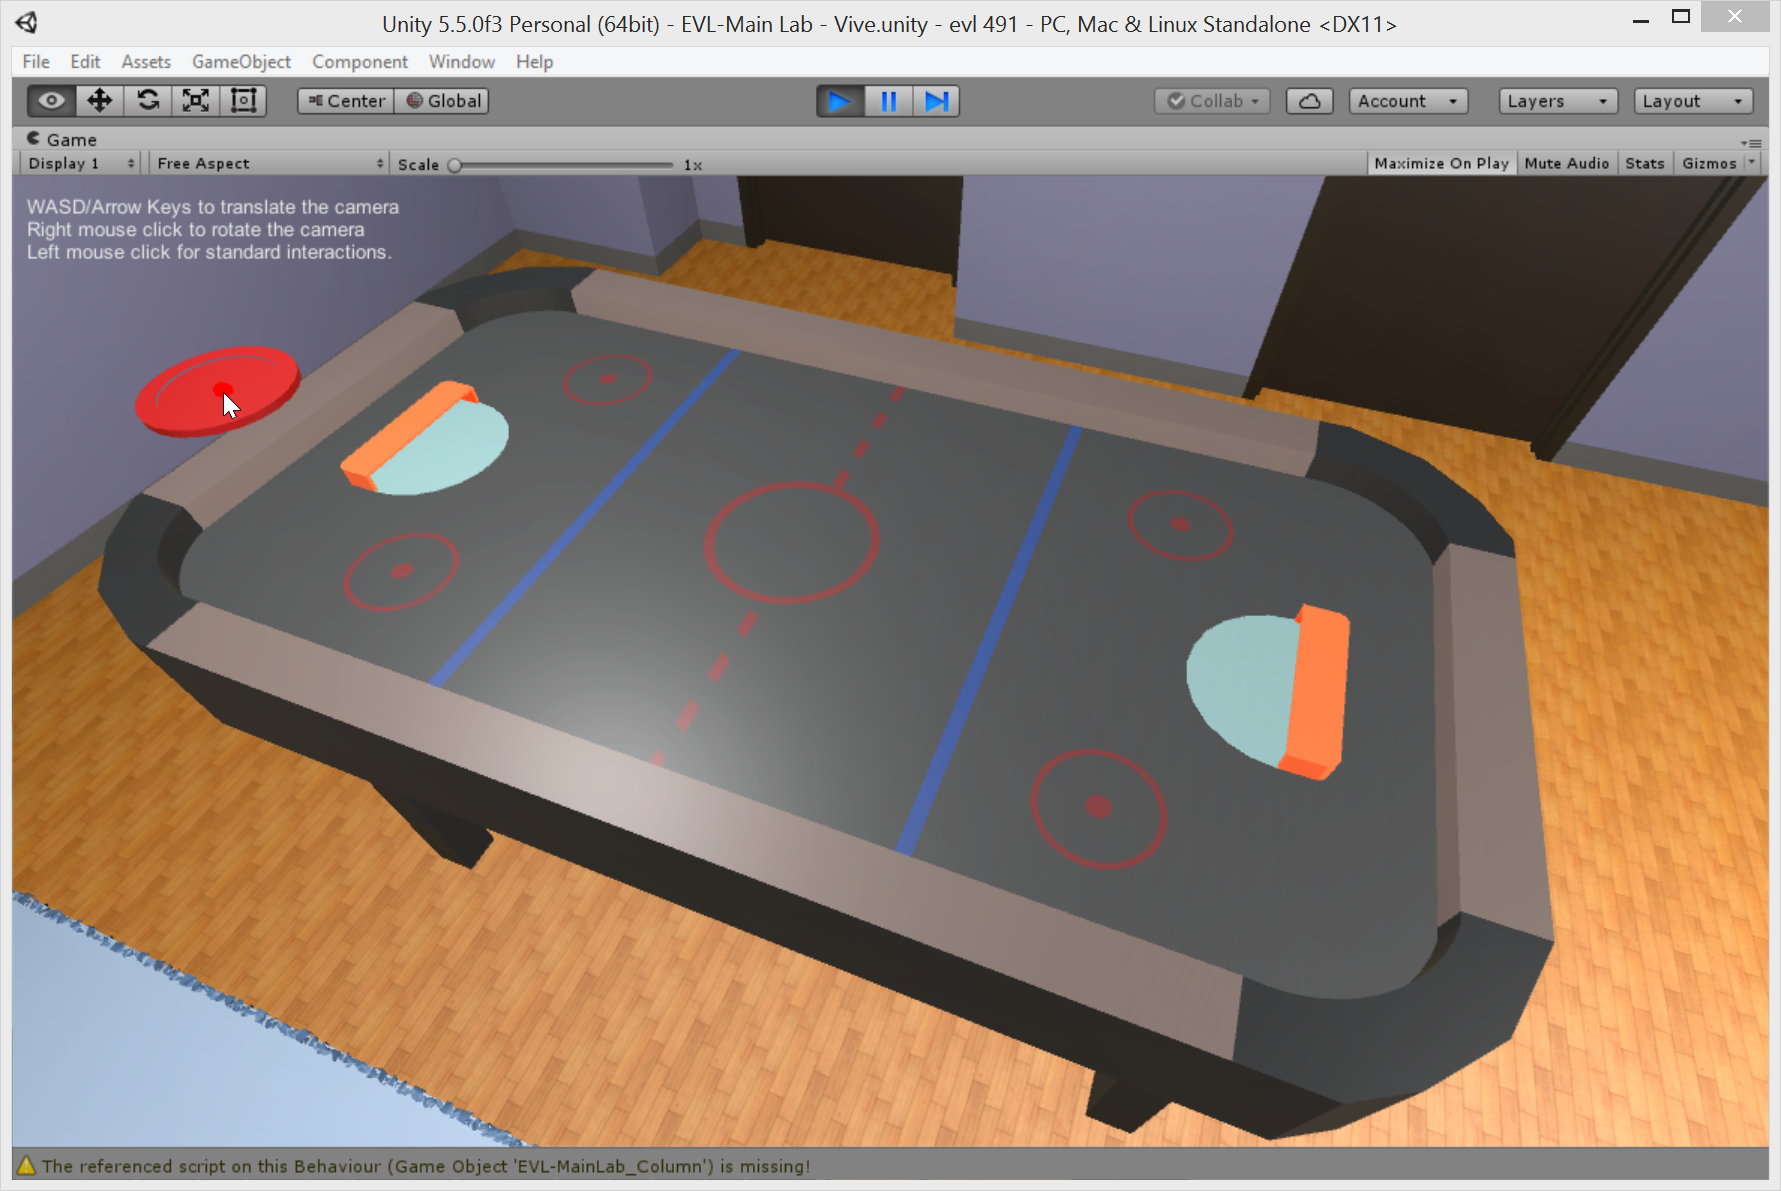 Unity 5.5.0f3 Personal (64bit) - EVL-Main Lab - Vive.unity - evl 491 - PC, Mac & Linux Standalone <DX11>
File Edit Assets GameObject Component Window Help
Center Global Collab Account Layers Layout
Game
Display 1 Free Aspect Scale 1x Maximize On Play Mute Audio Stats Gizmos
WASD/Arrow Keys to translate the camera
Right mouse click to rotate the camera
Left mouse click for standard interactions.
The referenced script on this Behaviour (Game Object 'EVL-MainLab_Column') is missing!